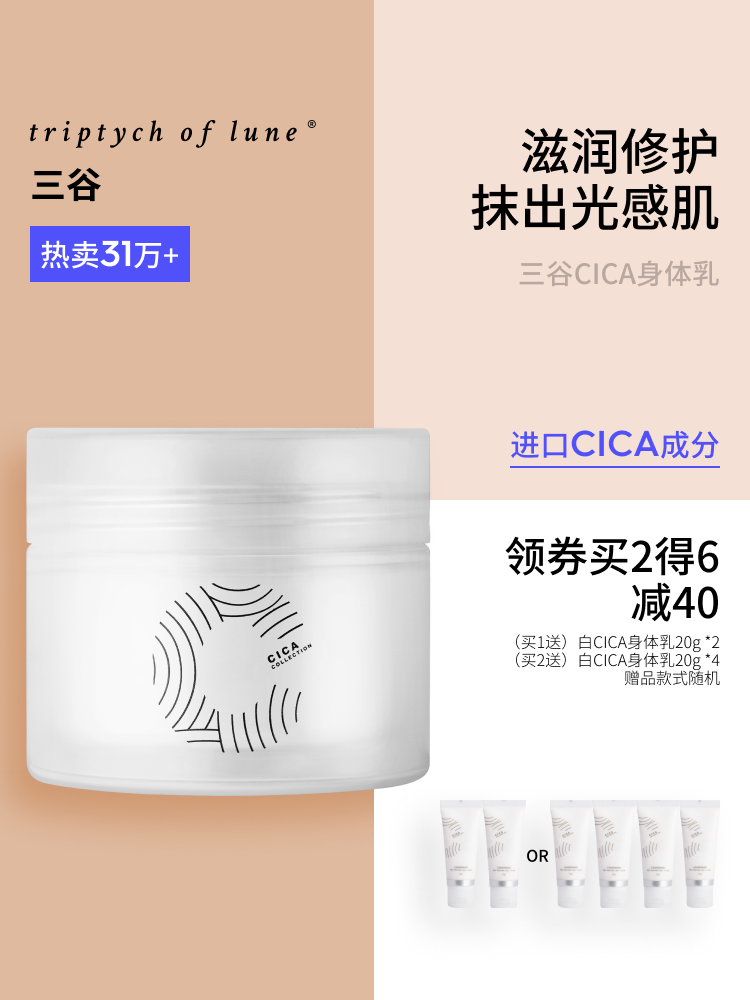 triptych of lune®
三谷
热卖31万+
滋润修护
抹出光感肌
三谷CICA身体乳
进口CICA成分
CICA
COLLECTION
领券买2得6
减40
（买1送）白CICA身体乳20g *2
（买2送）白CICA身体乳20g *4
赠品款式随机
OR